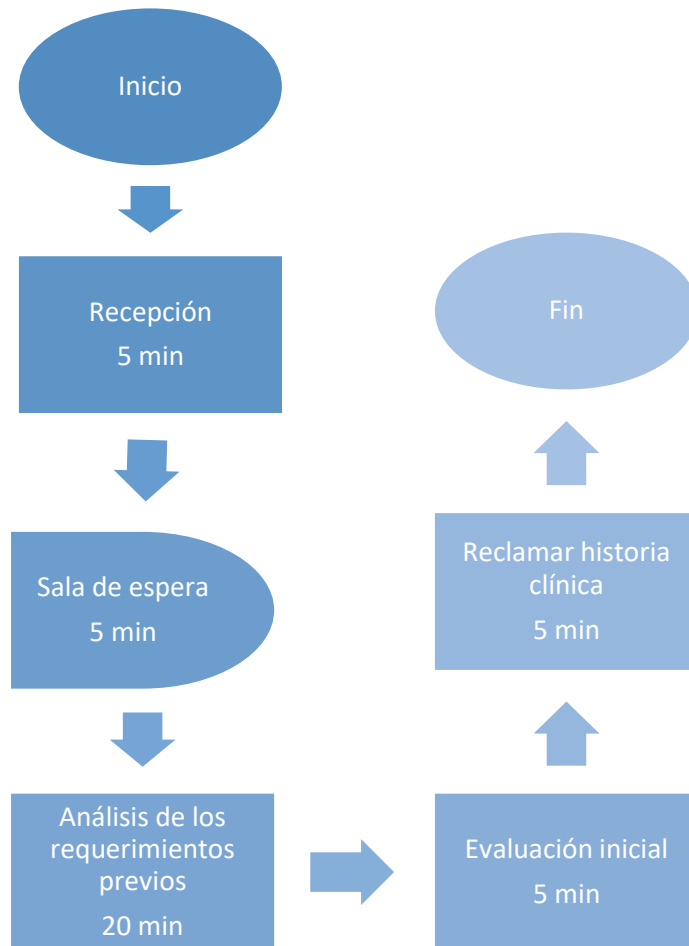 Inicio
Recepción
5 min
Sala de espera
5 min
Análisis de los
requerimientos
previos
20 min
Evaluación inicial
5 min
Reclamar historia
clínica
5 min
Fin